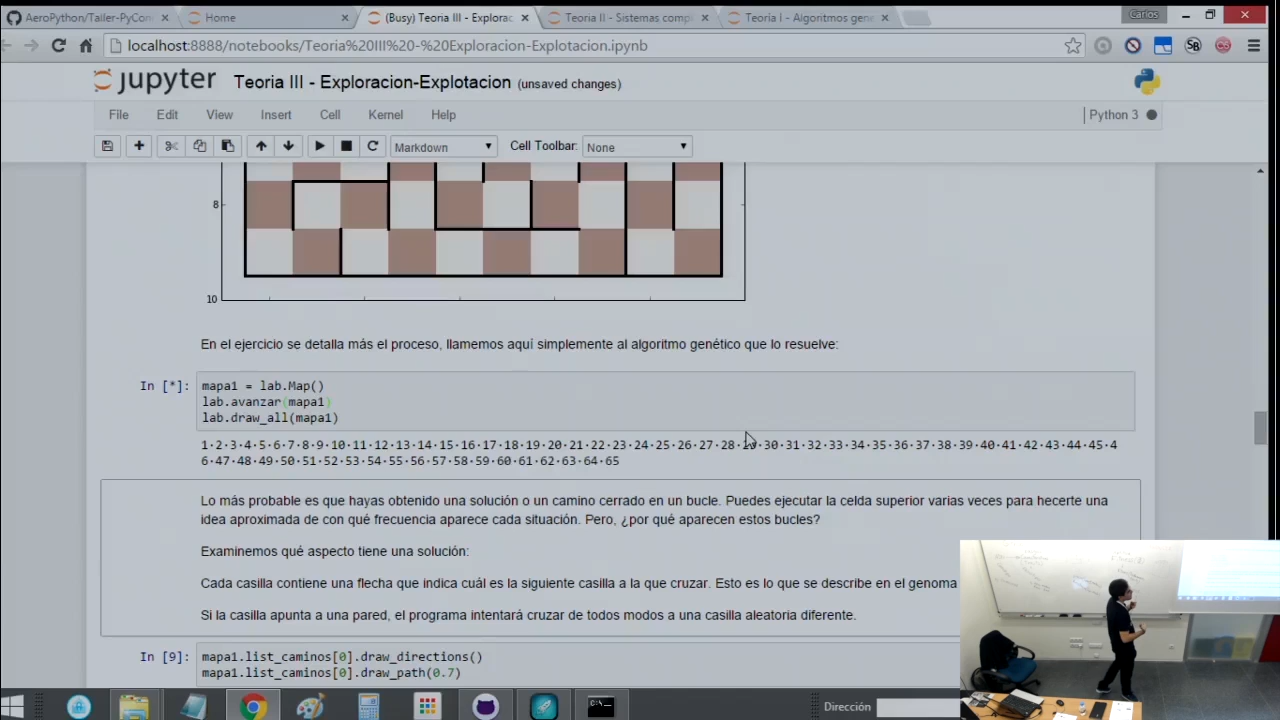 AeroPython/Taller-PyCon
Home
(Busy) Teoria III - Explorac
Teoria II - Sistemas comp
Teoria I - Algoritmos gen
Carlos
localhost:8888/notebooks/Teoria%20III%20-%20Exploracion-Explotacion.ipynb
jupyter Teoria III - Exploracion-Explotacion (unsaved changes)
File Edit View Insert Cell Kernel Help Python 3
Markdown Cell Toolbar: None
8
10
En el ejercicio se detalla más el proceso, llamemos aquí simplemente al algoritmo genético que lo resuelve:
In [*]: mapa1 = lab.Map()
lab.avanzar(mapa1)
lab.draw_all(mapa1)
1·2·3·4·5·6·7·8·9·10·11·12·13·14·15·16·17·18·19·20·21·22·23·24·25·26·27·28·29·30·31·32·33·34·35·36·37·38·39·40·41·42·43·44·45·4
6·47·48·49·50·51·52·53·54·55·56·57·58·59·60·61·62·63·64·65
Lo más probable es que hayas obtenido una solución o un camino cerrado en un bucle. Puedes ejecutar la celda superior varias veces para hecerte una
idea aproximada de con qué frecuencia aparece cada situación. Pero, ¿por qué aparecen estos bucles?
Examinemos qué aspecto tiene una solución:
Cada casilla contiene una flecha que indica cuál es la siguiente casilla a la que cruzar. Esto es lo que se describe en el genoma
Si la casilla apunta a una pared, el programa intentará cruzar de todos modos a una casilla aleatoria diferente.
In [9]: mapa1.list_caminos[0].draw_directions()
mapa1.list_caminos[0].draw_path(0.7)
Dirección